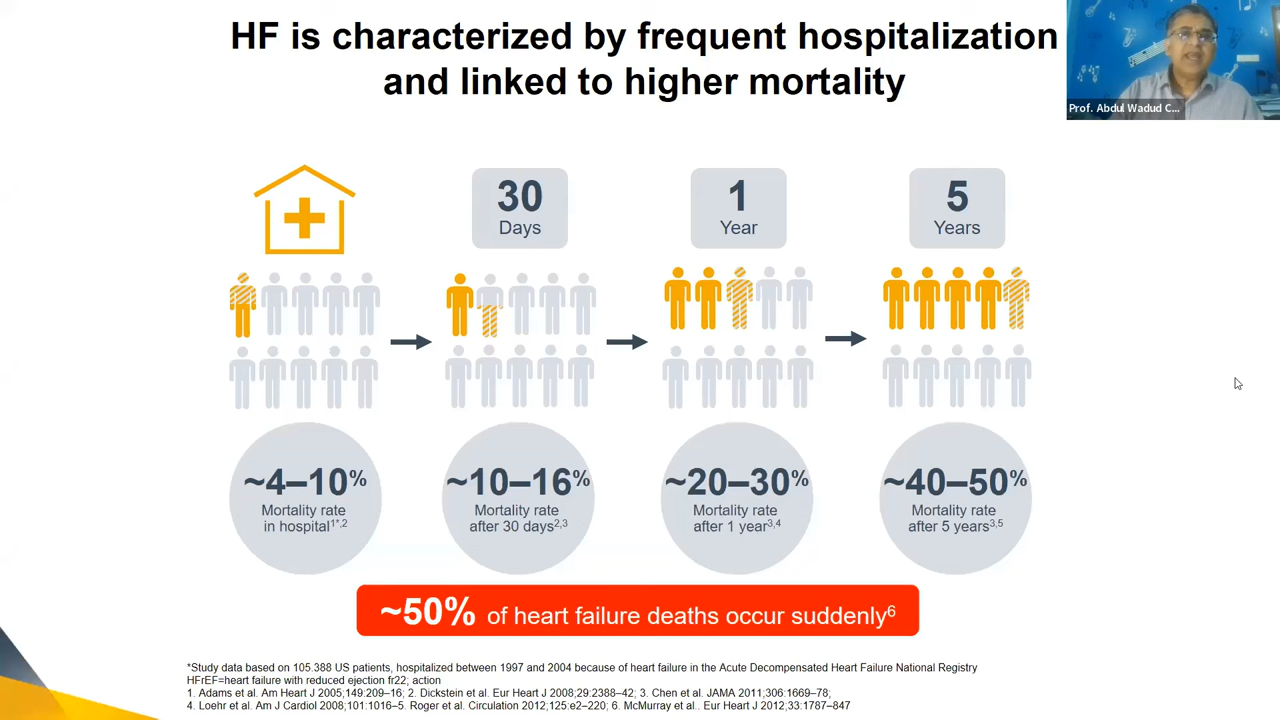 HF is characterized by frequent hospitalization
and linked to higher mortality
Prof. Abdul Wadud C...
30
Days
1
Year
5
Years
~4–10%
Mortality rate
in hospital1*,2
~10–16%
Mortality rate
after 30 days2,3
~20–30%
Mortality rate
after 1 year3,4
~40–50%
Mortality rate
after 5 years3,5
~50% of heart failure deaths occur suddenly6
*Study data based on 105.388 US patients, hospitalized between 1997 and 2004 because of heart failure in the Acute Decompensated Heart Failure National Registry
HFrEF=heart failure with reduced ejection fr22; action
1. Adams et al. Am Heart J 2005;149:209–16; 2. Dickstein et al. Eur Heart J 2008;29:2388–42; 3. Chen et al. JAMA 2011;306:1669–78;
4. Loehr et al. Am J Cardiol 2008;101:1016–5. Roger et al. Circulation 2012;125:e2–220; 6. McMurray et al.. Eur Heart J 2012;33:1787–847